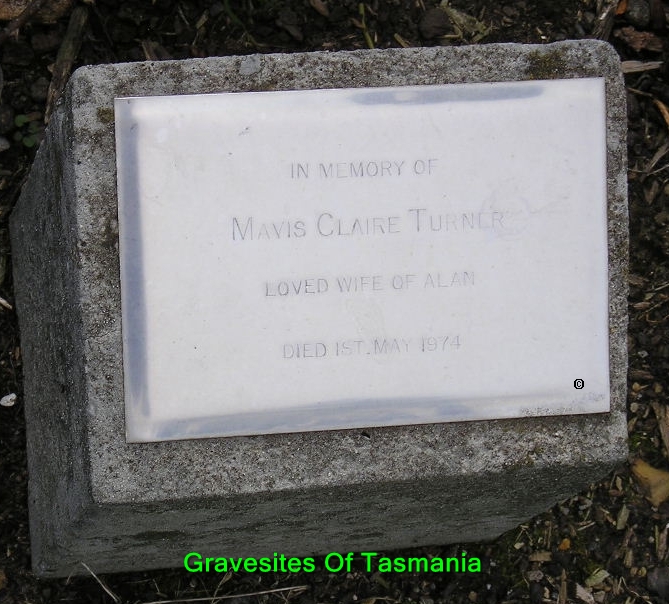 IN MEMORY OF
MAVIS CLAIRE TURNER
LOVED WIFE OF ALAN
DIED 1ST. MAY 1974
©
Gravesites Of Tasmania